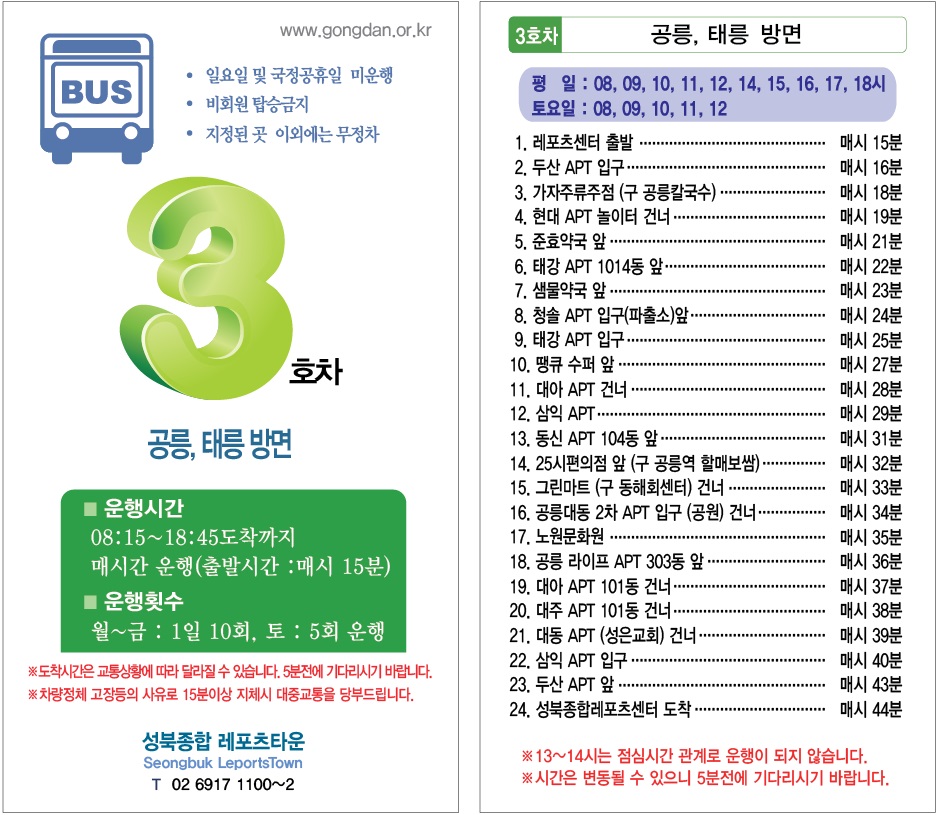 www.gongdan.or.kr
BUS
• 일요일 및 국정공휴일 미운행
• 비회원 탑승금지
• 지정된 곳 이외에는 무정차
3호차
공릉, 태릉 방면
■ 운행시간
08:15~18:45도착까지
매시간 운행(출발시간 :매시 15분)
■ 운행횟수
월~금 : 1일 10회, 토 : 5회 운행
※도착시간은 교통상황에 따라 달라질 수 있습니다. 5분전에 기다리시기 바랍니다.
※차량정체 고장등의 사유로 15분이상 지체시 대중교통을 당부드립니다.
성북종합 레포츠타운
Seongbuk LeportsTown
T 02 6917 1100~2
3호차 공릉, 태릉 방면
평 일 : 08, 09, 10, 11, 12, 14, 15, 16, 17, 18시
토요일 : 08, 09, 10, 11, 12
1. 레포츠센터 출발 매시 15분
2. 두산 APT 입구 매시 16분
3. 가자주류주점 (구 공릉칼국수) 매시 18분
4. 현대 APT 놀이터 건너 매시 19분
5. 준효약국 앞 매시 21분
6. 태강 APT 1014동 앞 매시 22분
7. 샘물약국 앞 매시 23분
8. 청솔 APT 입구(파출소)앞 매시 24분
9. 태강 APT 입구 매시 25분
10. 땡큐 수퍼 앞 매시 27분
11. 대아 APT 건너 매시 28분
12. 삼익 APT 매시 29분
13. 동신 APT 104동 앞 매시 31분
14. 25시편의점 앞 (구 공릉역 할매보쌈) 매시 32분
15. 그린마트 (구 동해회센터) 건너 매시 33분
16. 공릉대동 2차 APT 입구 (공원) 건너 매시 34분
17. 노원문화원 매시 35분
18. 공릉 라이프 APT 303동 앞 매시 36분
19. 대아 APT 101동 건너 매시 37분
20. 대주 APT 101동 건너 매시 38분
21. 대동 APT (성은교회) 건너 매시 39분
22. 삼익 APT 입구 매시 40분
23. 두산 APT 앞 매시 43분
24. 성북종합레포츠센터 도착 매시 44분
※13~14시는 점심시간 관계로 운행이 되지 않습니다.
※시간은 변동될 수 있으니 5분전에 기다리시기 바랍니다.